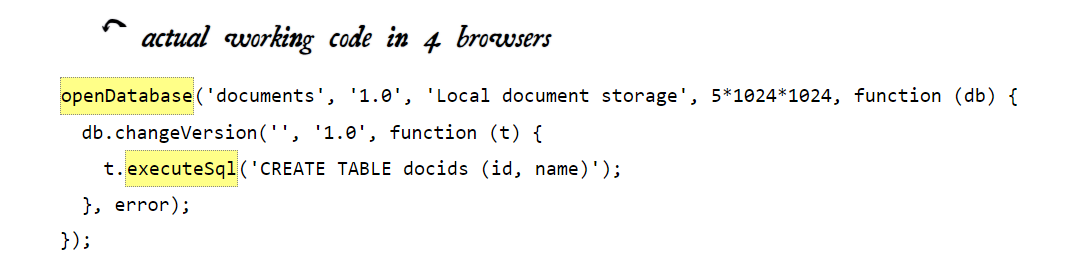 actual working code in 4 browsers
openDatabase('documents', '1.0', 'Local document storage', 5*1024*1024, function (db) {
  db.changeVersion('', '1.0', function (t) {
    t.executeSql('CREATE TABLE docids (id, name)');
  }, error);
});